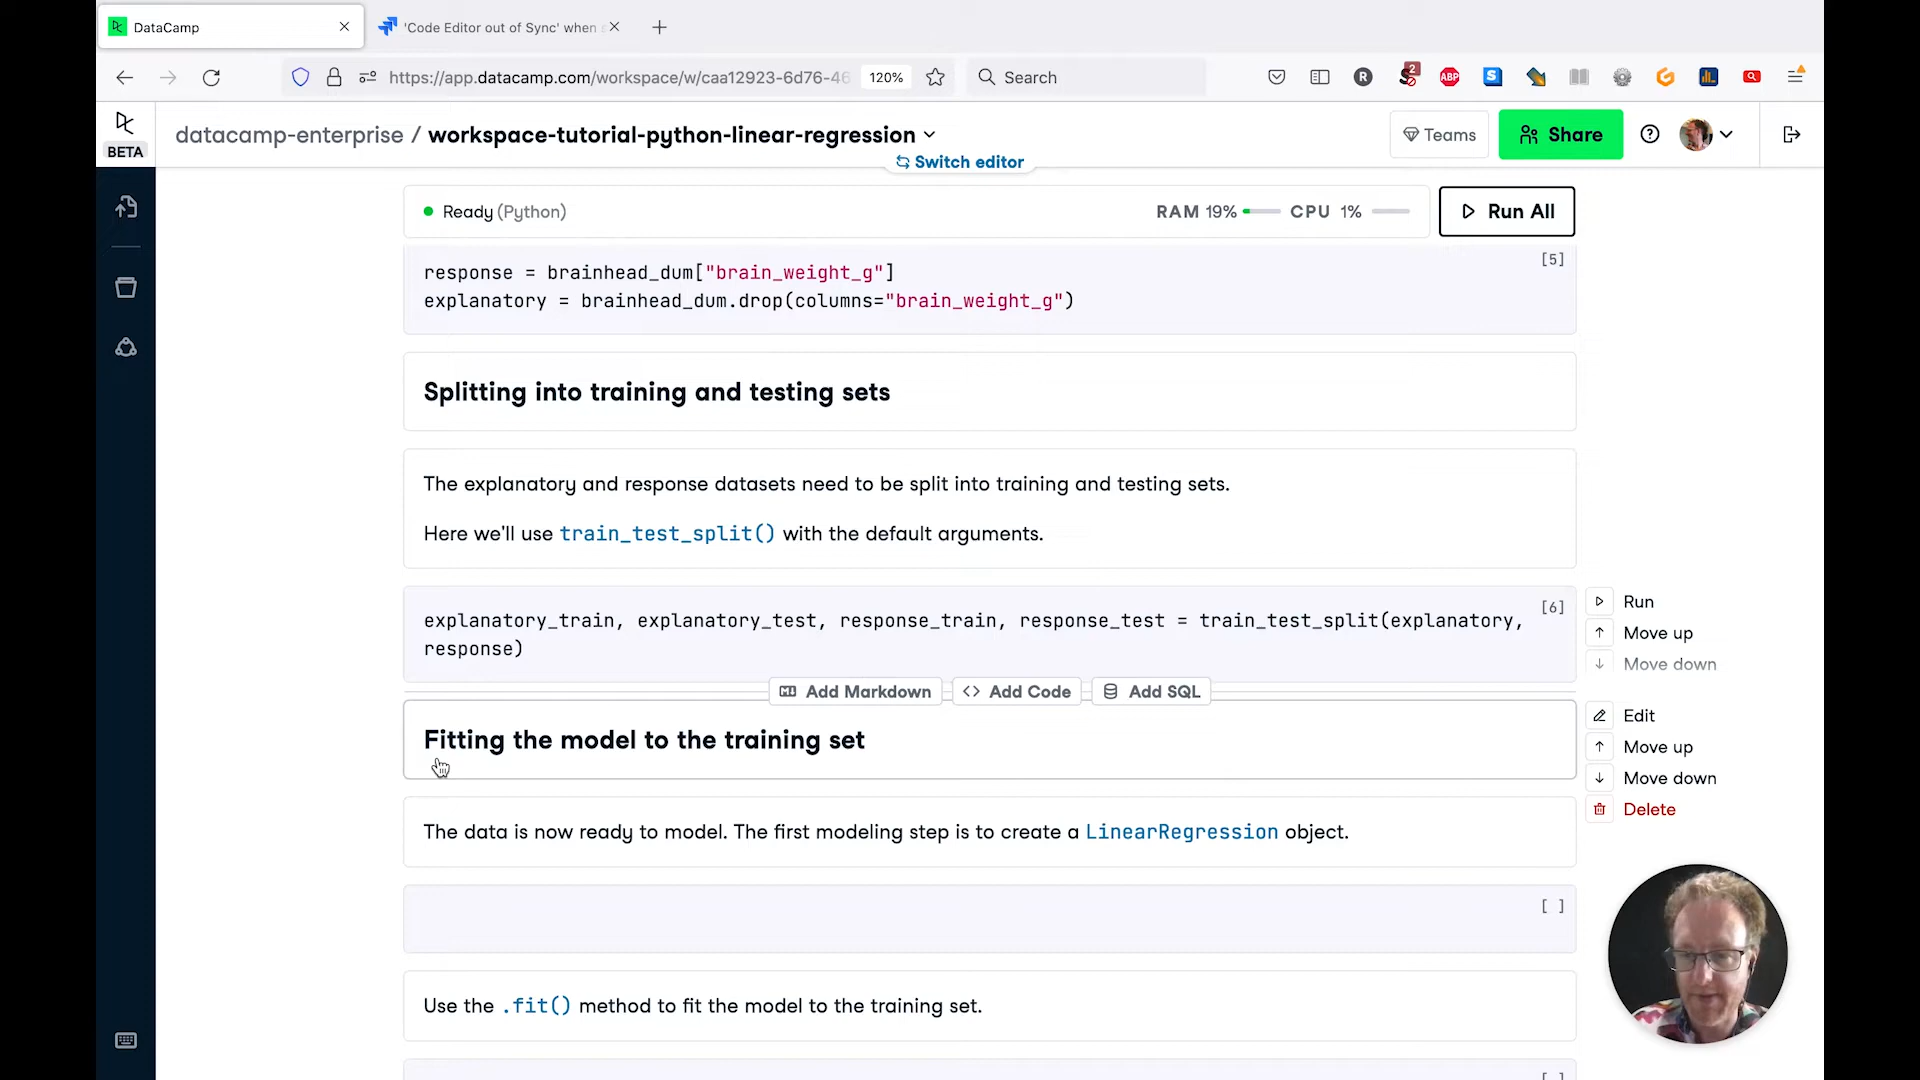 DataCamp
'Code Editor out of Sync' when
https://app.datacamp.com/workspace/w/caa12923-6d76-46
120%
Search
R
2
ABP
S
BETA
datacamp-enterprise / workspace-tutorial-python-linear-regression
Teams
Share
Switch editor
Ready (Python)
RAM 19%
CPU 1%
Run All
response = brainhead_dum["brain_weight_g"]
[5]
explanatory = brainhead_dum.drop(columns="brain_weight_g")
Splitting into training and testing sets
The explanatory and response datasets need to be split into training and testing sets.
Here we'll use train_test_split() with the default arguments.
explanatory_train, explanatory_test, response_train, response_test = train_test_split(explanatory,
response)
[6]
Run
Move up
Move down
Add Markdown
Add Code
Add SQL
Fitting the model to the training set
Edit
Move up
Move down
Delete
The data is now ready to model. The first modeling step is to create a LinearRegression object.
[ ]
Use the .fit() method to fit the model to the training set.
[ ]